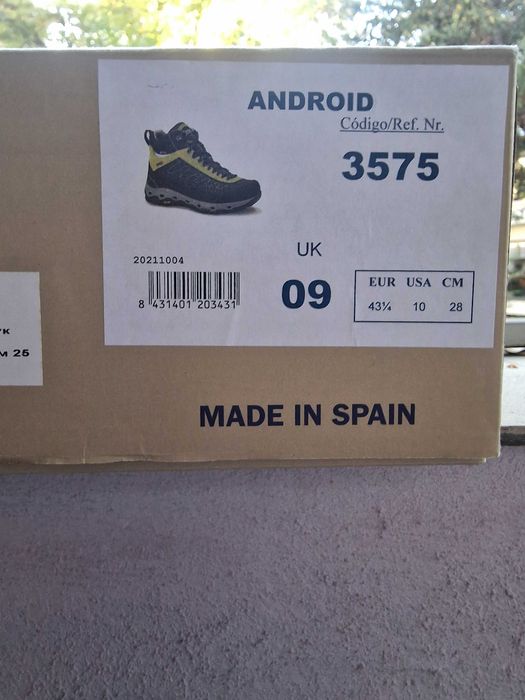 ANDROID
Código/Ref. Nr.
3575
UK
20211004
09
EUR USA CM
43¼ 10 28
8 431401 203431
м 25
MADE IN SPAIN